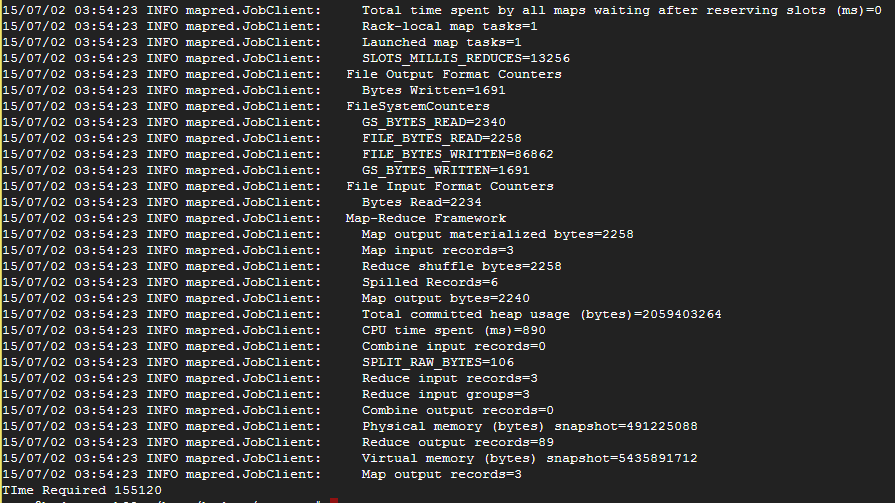 15/07/02 03:54:23 INFO mapred.JobClient:     Total time spent by all maps waiting after reserving slots (ms)=0
15/07/02 03:54:23 INFO mapred.JobClient:     Rack-local map tasks=1
15/07/02 03:54:23 INFO mapred.JobClient:     Launched map tasks=1
15/07/02 03:54:23 INFO mapred.JobClient:     SLOTS_MILLIS_REDUCES=13256
15/07/02 03:54:23 INFO mapred.JobClient:   File Output Format Counters
15/07/02 03:54:23 INFO mapred.JobClient:     Bytes Written=1691
15/07/02 03:54:23 INFO mapred.JobClient:   FileSystemCounters
15/07/02 03:54:23 INFO mapred.JobClient:     GS_BYTES_READ=2340
15/07/02 03:54:23 INFO mapred.JobClient:     FILE_BYTES_READ=2258
15/07/02 03:54:23 INFO mapred.JobClient:     FILE_BYTES_WRITTEN=86862
15/07/02 03:54:23 INFO mapred.JobClient:     GS_BYTES_WRITTEN=1691
15/07/02 03:54:23 INFO mapred.JobClient:   File Input Format Counters
15/07/02 03:54:23 INFO mapred.JobClient:     Bytes Read=2234
15/07/02 03:54:23 INFO mapred.JobClient:   Map-Reduce Framework
15/07/02 03:54:23 INFO mapred.JobClient:     Map output materialized bytes=2258
15/07/02 03:54:23 INFO mapred.JobClient:     Map input records=3
15/07/02 03:54:23 INFO mapred.JobClient:     Reduce shuffle bytes=2258
15/07/02 03:54:23 INFO mapred.JobClient:     Spilled Records=6
15/07/02 03:54:23 INFO mapred.JobClient:     Map output bytes=2240
15/07/02 03:54:23 INFO mapred.JobClient:     Total committed heap usage (bytes)=2059403264
15/07/02 03:54:23 INFO mapred.JobClient:     CPU time spent (ms)=890
15/07/02 03:54:23 INFO mapred.JobClient:     Combine input records=0
15/07/02 03:54:23 INFO mapred.JobClient:     SPLIT_RAW_BYTES=106
15/07/02 03:54:23 INFO mapred.JobClient:     Reduce input records=3
15/07/02 03:54:23 INFO mapred.JobClient:     Reduce input groups=3
15/07/02 03:54:23 INFO mapred.JobClient:     Combine output records=0
15/07/02 03:54:23 INFO mapred.JobClient:     Physical memory (bytes) snapshot=491225088
15/07/02 03:54:23 INFO mapred.JobClient:     Reduce output records=89
15/07/02 03:54:23 INFO mapred.JobClient:     Virtual memory (bytes) snapshot=5435891712
15/07/02 03:54:23 INFO mapred.JobClient:     Map output records=3
TIme Required 155120